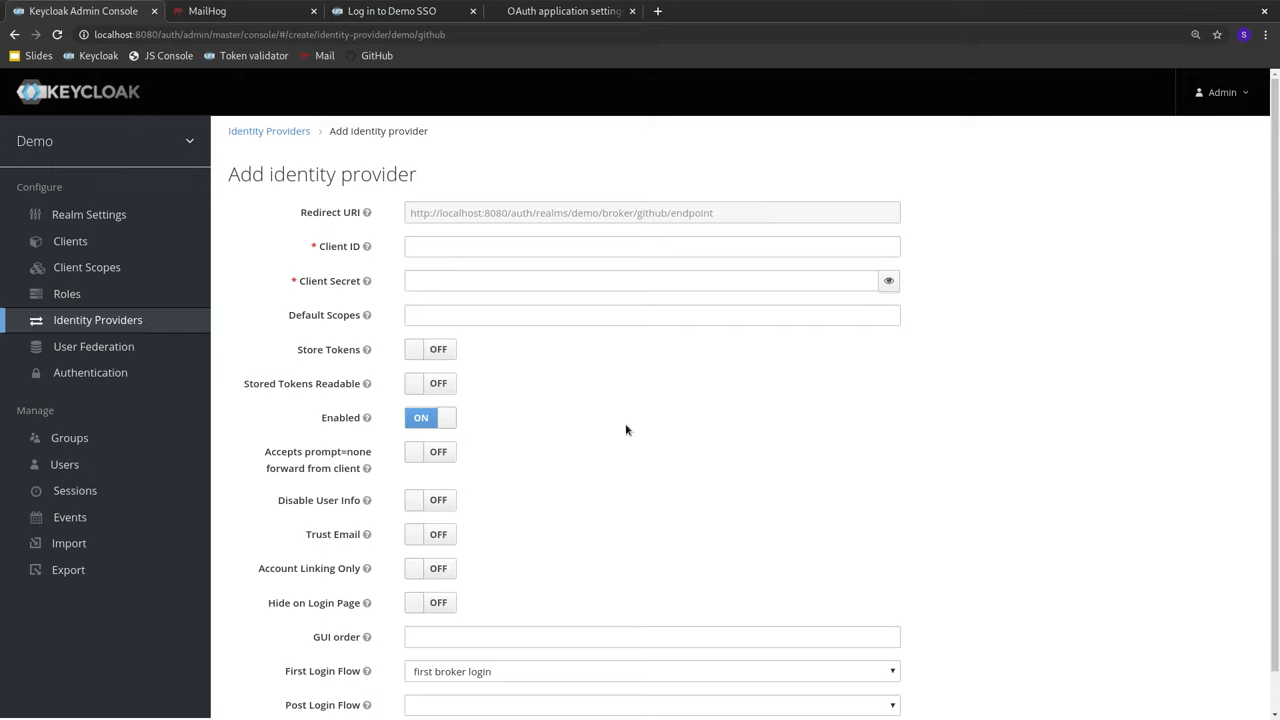 Keycloak Admin Console
MailHog
Log in to Demo SSO
OAuth application setting
localhost:8080/auth/admin/master/console/#/create/identity-provider/demo/github
S
Slides
Keycloak
JS Console
Token validator
Mail
GitHub
KEYCLOAK
Admin
Demo
Configure
Realm Settings
Clients
Client Scopes
Roles
Identity Providers
User Federation
Authentication
Manage
Groups
Users
Sessions
Events
Import
Export
Identity Providers › Add identity provider
Add identity provider
Redirect URI http://localhost:8080/auth/realms/demo/broker/github/endpoint
* Client ID
* Client Secret
Default Scopes
Store Tokens OFF
Stored Tokens Readable OFF
Enabled ON
Accepts prompt=none
forward from client OFF
Disable User Info OFF
Trust Email OFF
Account Linking Only OFF
Hide on Login Page OFF
GUI order
First Login Flow first broker login
Post Login Flow